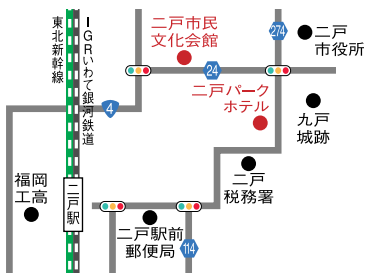 東北新幹線
IGRいわて銀河鉄道
二戸市民
文化会館
274
二戸
市役所
24
二戸パーク
ホテル
4
九戸
城跡
福岡
工高
二戸駅
二戸
税務署
二戸駅前
郵便局
114